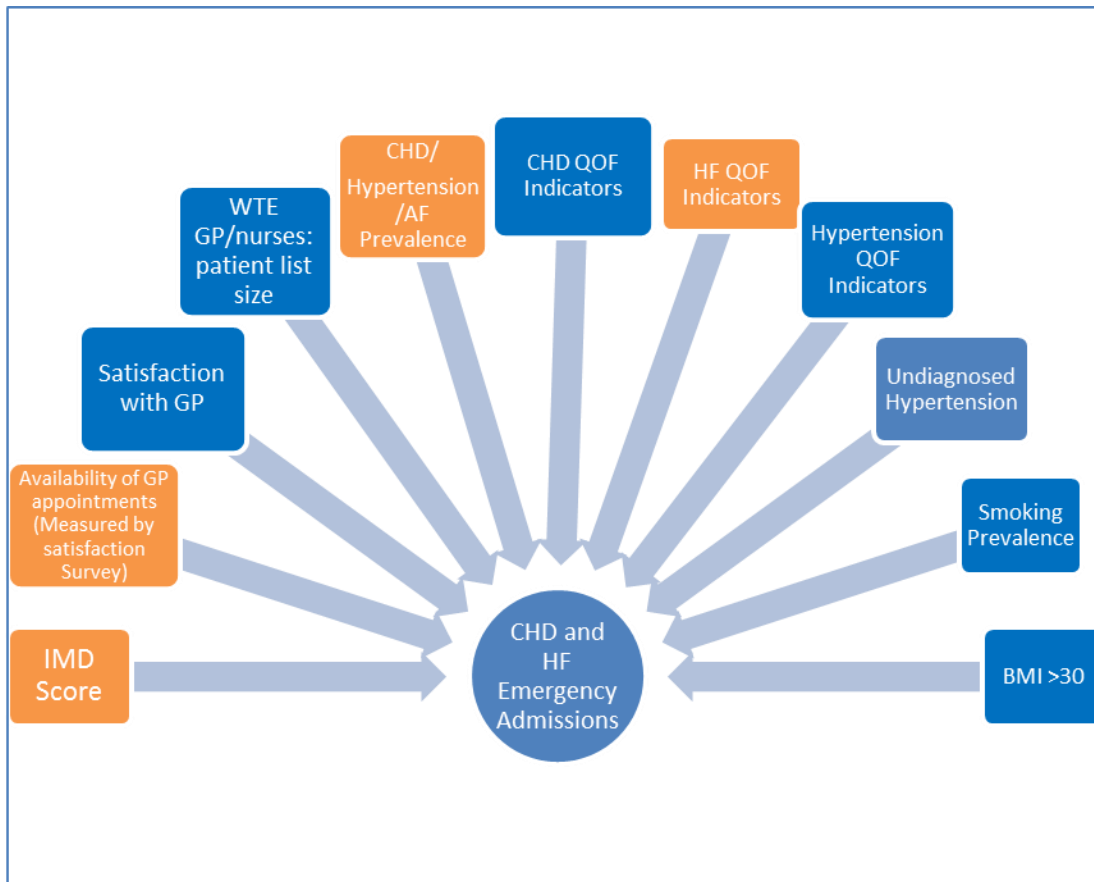 CHD/
Hypertension
/AF
Prevalence
CHD QOF
Indicators
HF QOF
Indicators
WTE
GP/nurses:
patient list
size
Hypertension
QOF
Indicators
Satisfaction
with GP
Undiagnosed
Hypertension
Availability of GP
appointments
(Measured by
satisfaction
Survey)
Smoking
Prevalence
IMD
Score
CHD and
HF
Emergency
Admissions
BMI >30